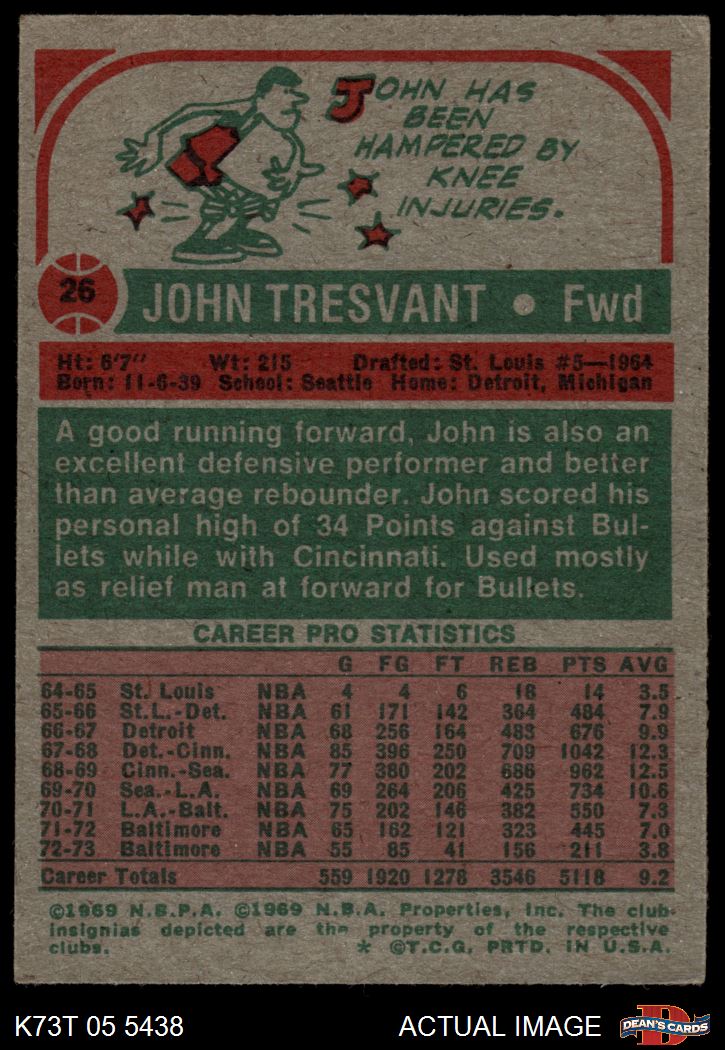 JOHN HAS
BEEN
HAMPERED BY
KNEE
INJURIES.
26
JOHN TRESVANT • Fwd
Ht: 6'7" Wt: 215 Drafted: St. Louis #5—1964
Born: 11-6-39 School: Seattle Home: Detroit, Michigan
A good running forward, John is also an
excellent defensive performer and better
than average rebounder. John scored his
personal high of 34 Points against Bul-
lets while with Cincinnati. Used mostly
as relief man at forward for Bullets.
CAREER PRO STATISTICS
G FG FT REB PTS AVG
64-65 St. Louis NBA 4 4 6 18 14 3.5
65-66 St.L.-Det. NBA 61 171 142 364 484 7.9
66-67 Detroit NBA 68 256 164 483 676 9.9
67-68 Det.-Cinn. NBA 85 396 250 709 1042 12.3
68-69 Cinn.-Sea. NBA 77 380 202 686 962 12.5
69-70 Sea.-L.A. NBA 69 264 206 425 734 10.6
70-71 L.A.-Balt. NBA 75 202 146 382 550 7.3
71-72 Baltimore NBA 65 162 121 323 445 7.0
72-73 Baltimore NBA 55 85 41 156 211 3.8
Career Totals 559 1920 1278 3546 5118 9.2
©1969 N.B.P.A. ©1969 N.B.A. Properties, Inc. The club
insignias depicted are the property of the respective
clubs. * ©T.C.G. PRTD. IN U.S.A.
K73T 05 5438 ACTUAL IMAGE
D
DEAN'S CARDS